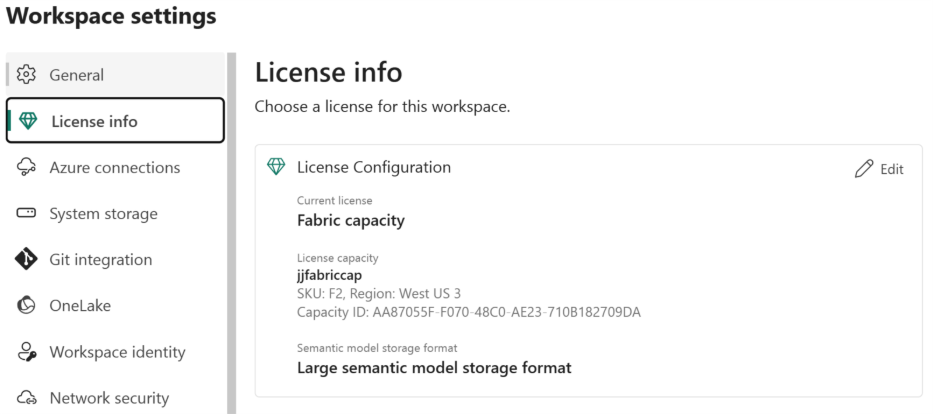 Workspace settings
General
License info
Azure connections
System storage
Git integration
OneLake
Workspace identity
Network security
License info
Choose a license for this workspace.
License Configuration
Edit
Current license
Fabric capacity
License capacity
jjfabriccap
SKU: F2, Region: West US 3
Capacity ID: AA87055F-F070-48C0-AE23-710B182709DA
Semantic model storage format
Large semantic model storage format